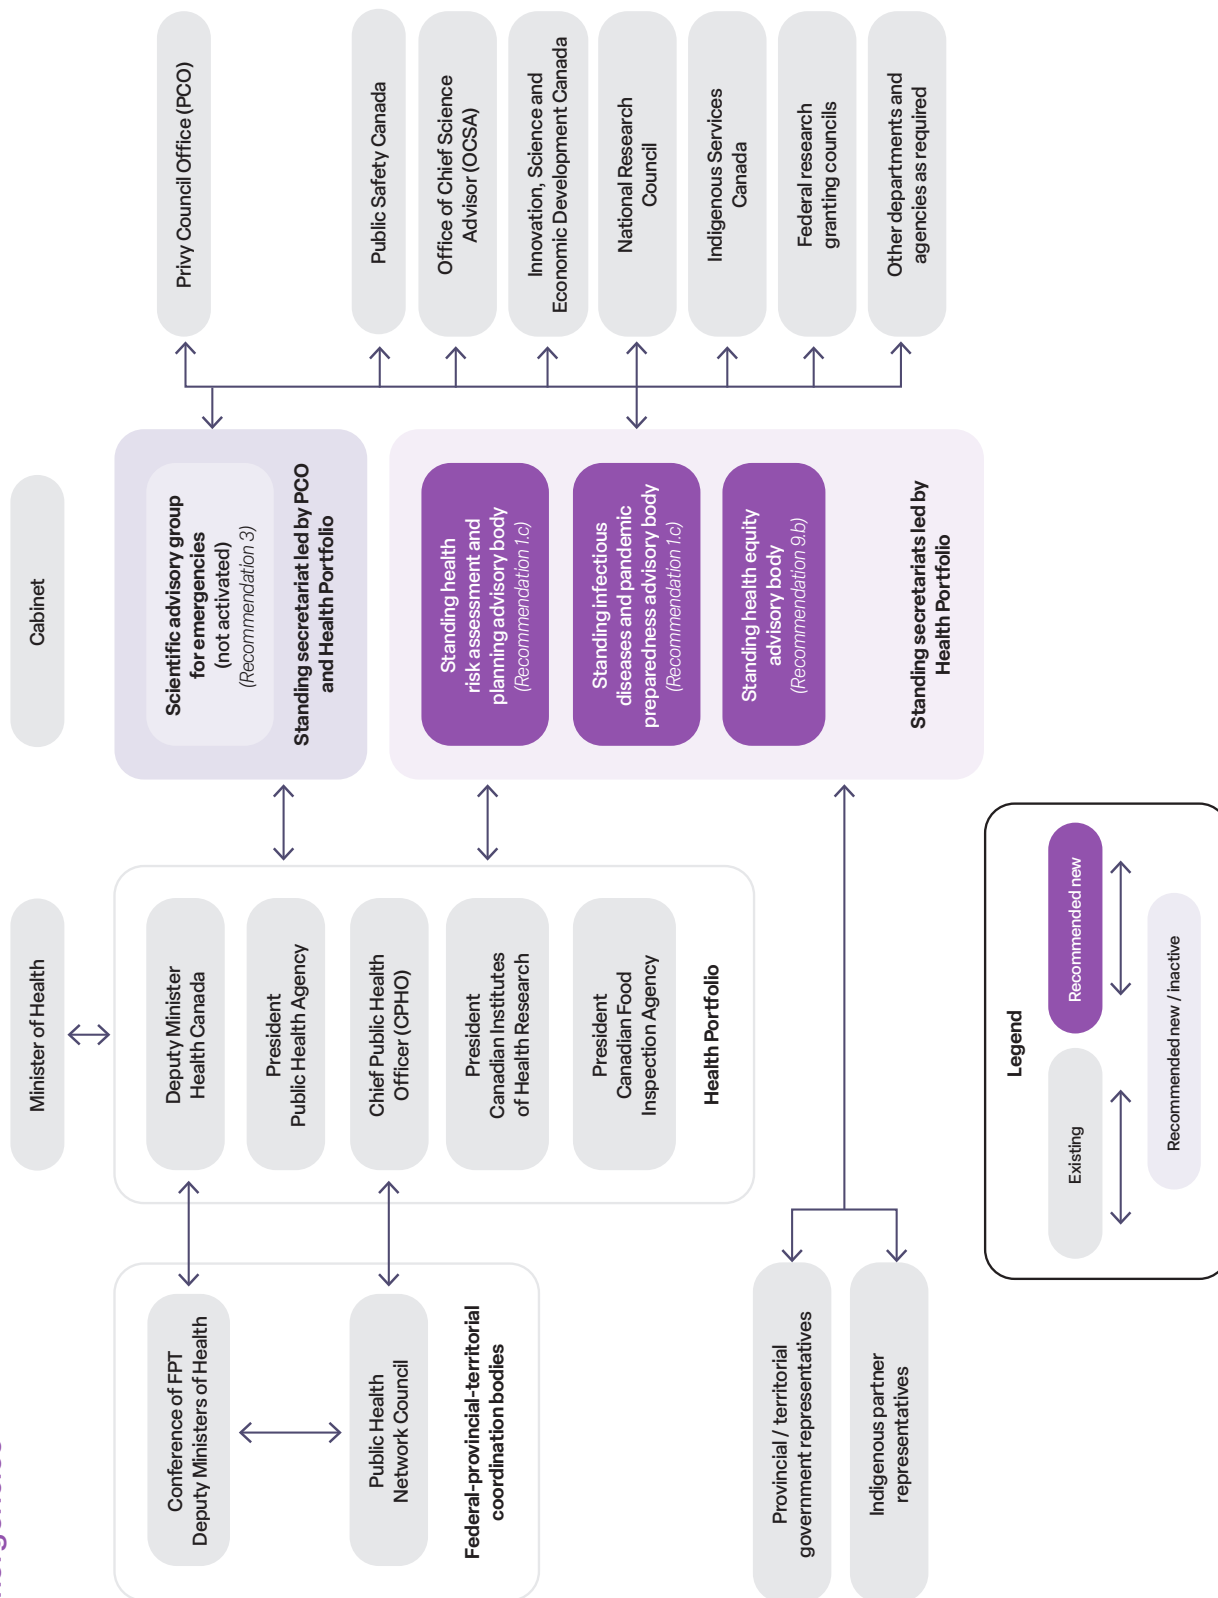 Minister of Health
Cabinet
Conference of FPT
Deputy Ministers of Health
Public Health
Network Council
Federal-provincial-territorial
coordination bodies
Deputy Minister
Health Canada
President
Public Health Agency
Chief Public Health
Officer (CPHO)
President
Canadian Institutes
of Health Research
President
Canadian Food
Inspection Agency
Health Portfolio
Scientific advisory group
for emergencies
(not activated)
(Recommendation 3)
Standing secretariat led by PCO
and Health Portfolio
Standing health
risk assessment and
planning advisory body
(Recommendation 1.c)
Standing infectious
diseases and pandemic
preparedness advisory body
(Recommendation 1.c)
Standing health equity
advisory body
(Recommendation 9.b)
Standing secretariats led by
Health Portfolio
Privy Council Office (PCO)
Public Safety Canada
Office of Chief Science
Advisor (OCSA)
Innovation, Science and
Economic Development Canada
National Research
Council
Indigenous Services
Canada
Federal research
granting councils
Other departments and
agencies as required
Provincial / territorial
government representatives
Indigenous partner
representatives
Legend
Existing
Recommended new
Recommended new / inactive